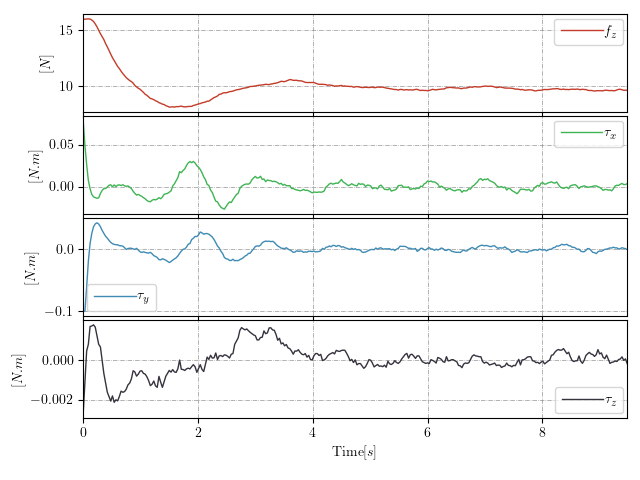 15
10
[N]
f_z
0.05
0.00
[N.m]
τ_x
0.0
−0.1
[N.m]
τ_y
0.000
−0.002
[N.m]
τ_z
0 2 4 6 8
Time[s]